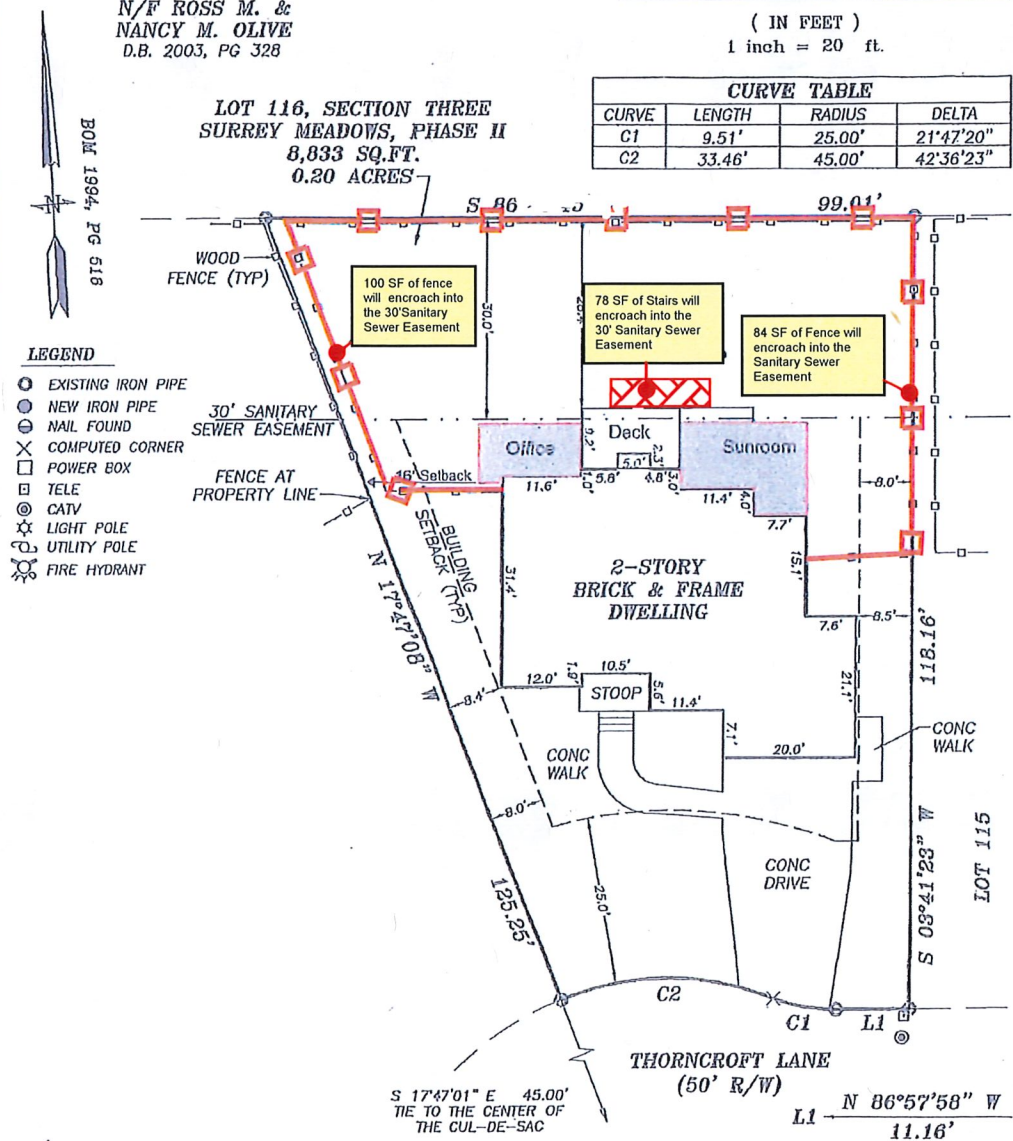 N/F ROSS M. &
NANCY M. OLIVE
D.B. 2003, PG 328
( IN FEET )
1 inch = 20 ft.
CURVE TABLE
CURVE LENGTH RADIUS DELTA
C1 9.51' 25.00' 21°47'20"
C2 33.46' 45.00' 42°36'23"
LOT 116, SECTION THREE
SURREY MEADOWS, PHASE II
8,833 SQ.FT.
0.20 ACRES
BOM 1994, PG 518
N
S 86
99.01'
WOOD
FENCE (TYP)
100 SF of fence
will encroach into
the 30'Sanitary
Sewer Easement
30.0'
78 SF of Stairs will
encroach into the
30' Sanitary Sewer
Easement
84 SF of Fence will
encroach into the
Sanitary Sewer
Easement
LEGEND
EXISTING IRON PIPE
NEW IRON PIPE
NAIL FOUND
COMPUTED CORNER
POWER BOX
TELE
CATV
LIGHT POLE
UTILITY POLE
FIRE HYDRANT
30' SANITARY
SEWER EASEMENT
FENCE AT
PROPERTY LINE
16' Setback
Office
Deck
Sunroom
9.2'
5.0'
2.3'
11.6'
1.0'
5.8'
4.8'
3.0'
11.4'
4.0'
7.7'
8.0'
BUILDING
SETBACK (TYP)
31.4'
2-STORY
BRICK & FRAME
DWELLING
15.1'
7.6'
8.5'
N 17°47'08" W
118.16'
12.0'
1.9'
10.5'
STOOP
5.6'
11.4'
8.4'
7.1'
20.0'
21.1'
CONC
WALK
CONC
WALK
8.0'
125.25'
25.0'
CONC
DRIVE
S 03°41'23" W
LOT 115
C2
C1
L1
THORNCROFT LANE
(50' R/W)
S 17°47'01" E 45.00'
TIE TO THE CENTER OF
THE CUL-DE-SAC
L1 N 86°57'58" W
11.16'